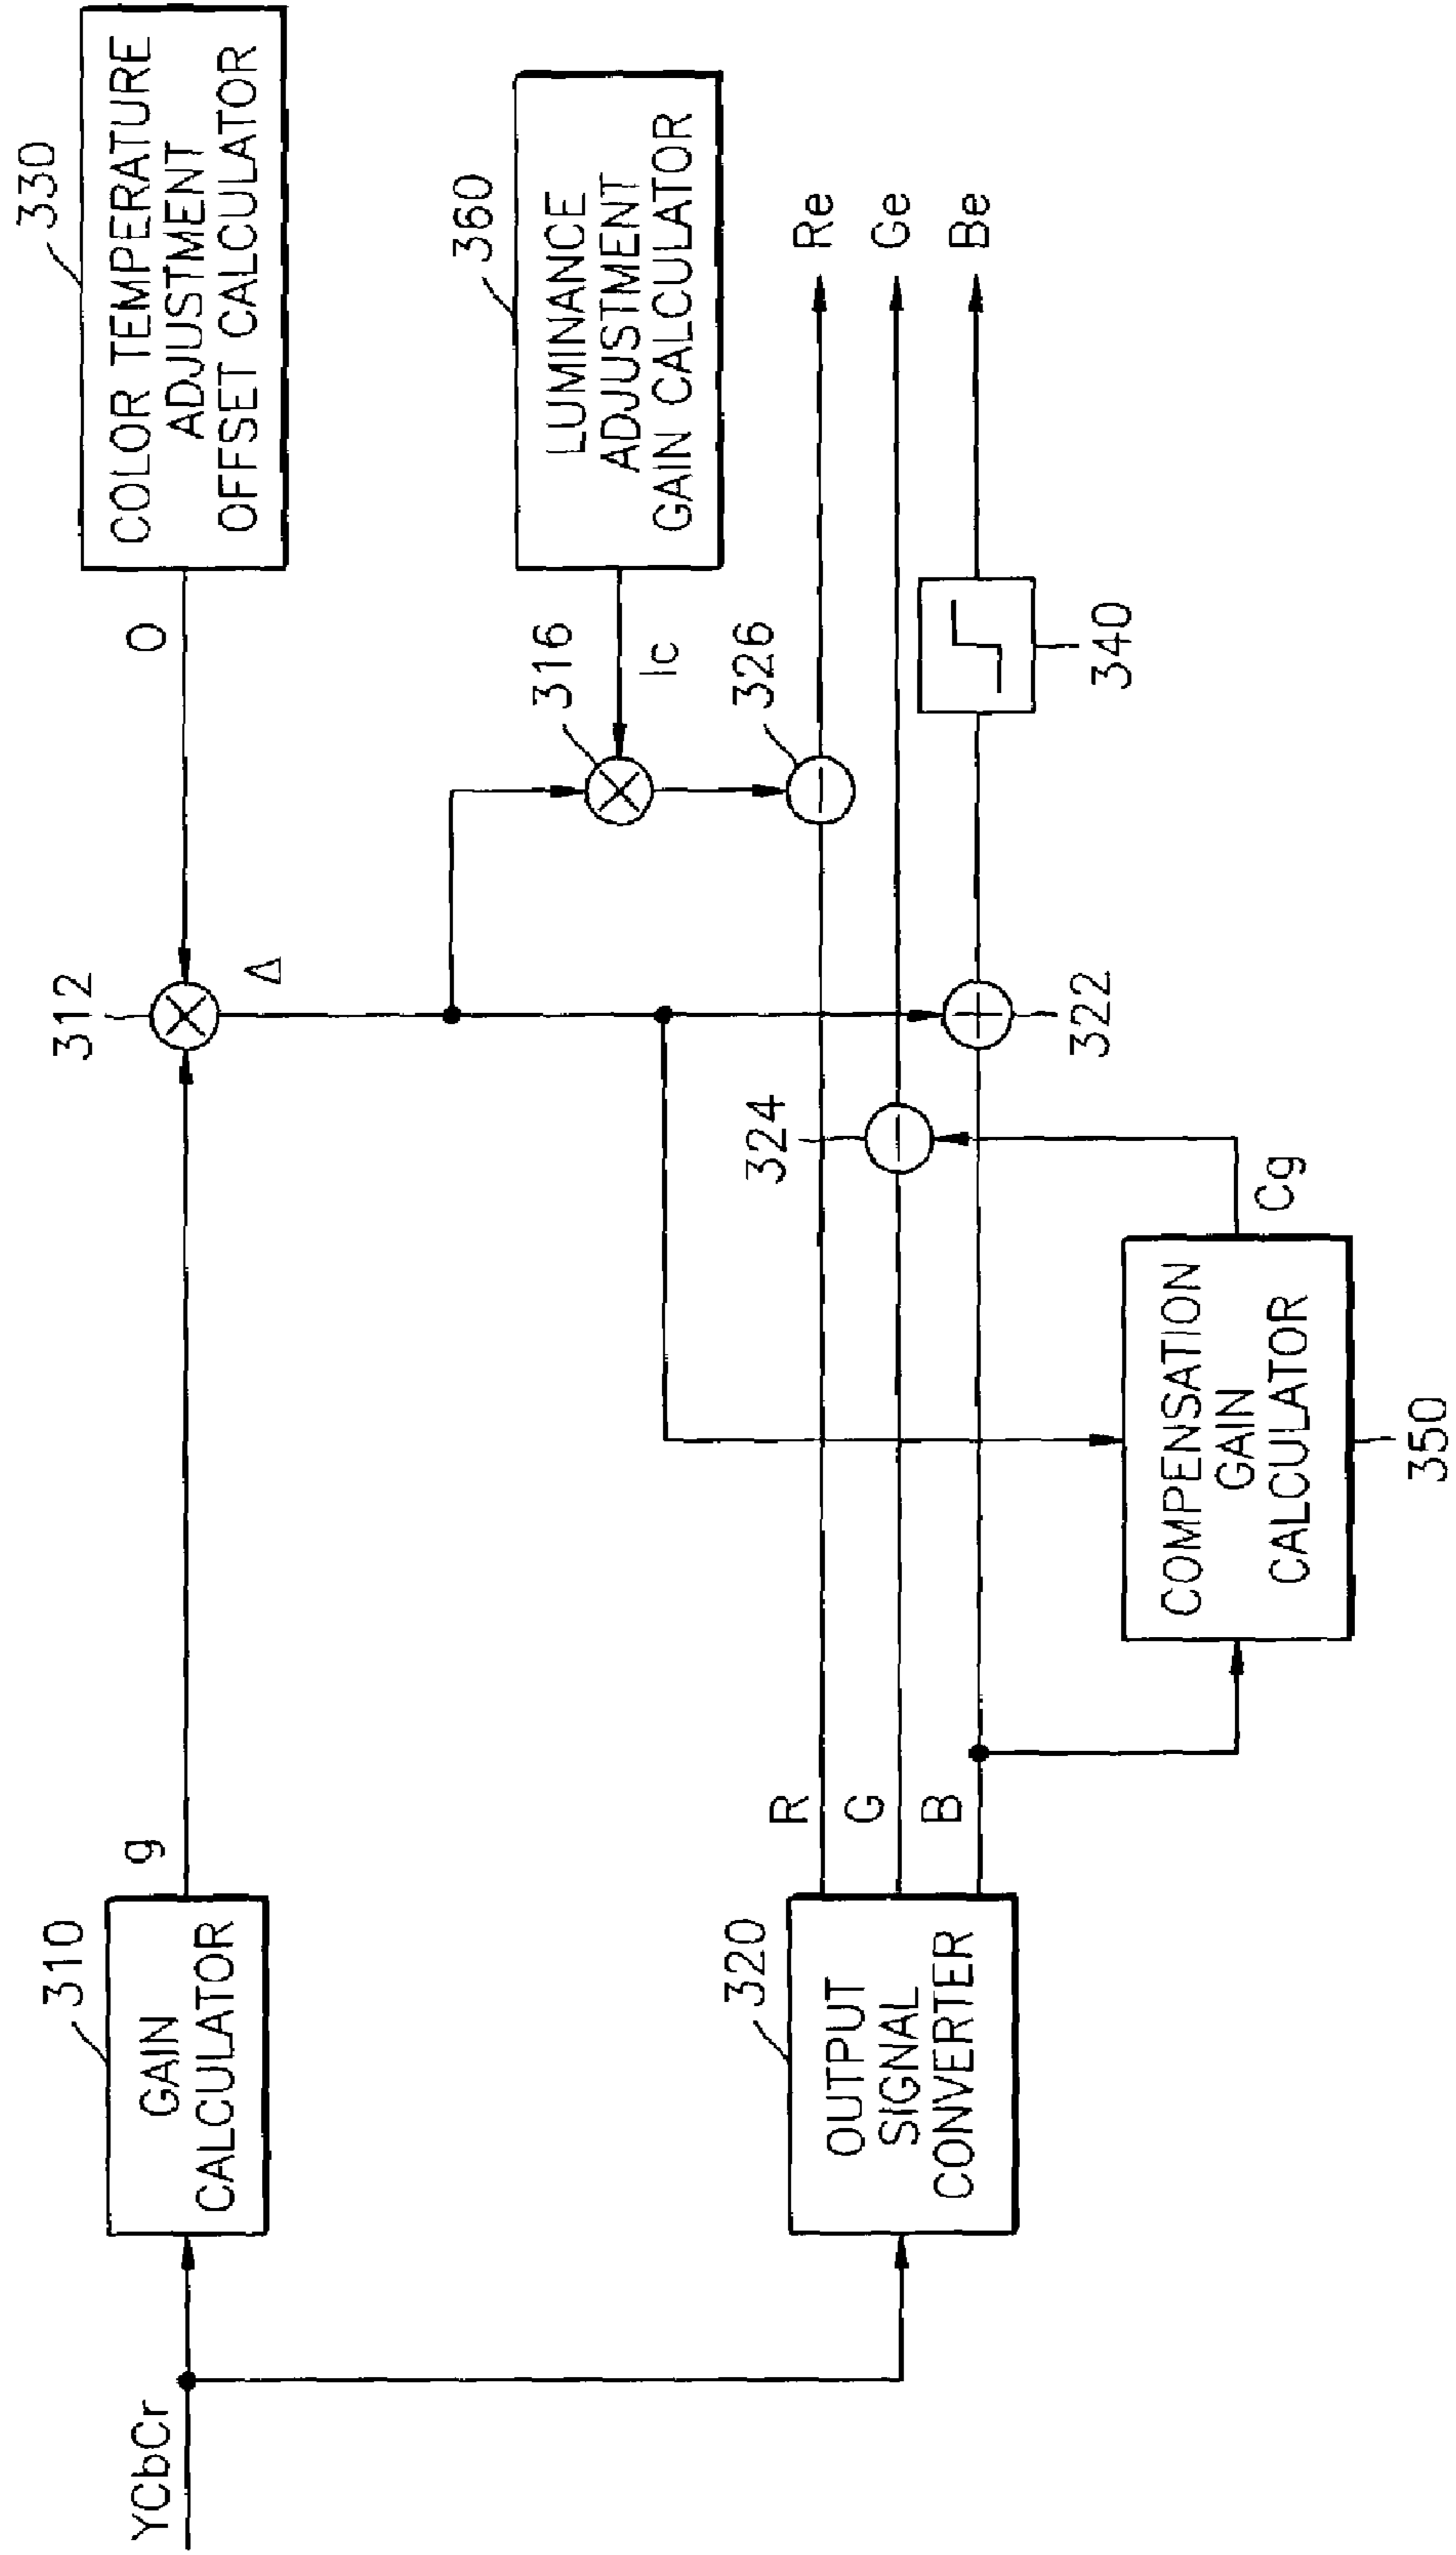 YCbCr
310
GAIN
CALCULATOR
g
312
O
330
COLOR TEMPERATURE
ADJUSTMENT
OFFSET CALCULATOR
Δ
360
LUMINANCE
ADJUSTMENT
GAIN CALCULATOR
316
Ic
326
320
OUTPUT
SIGNAL
CONVERTER
R
G
B
324
Re
Ge
Be
322
340
COMPENSATION
GAIN
CALCULATOR
Cg
350